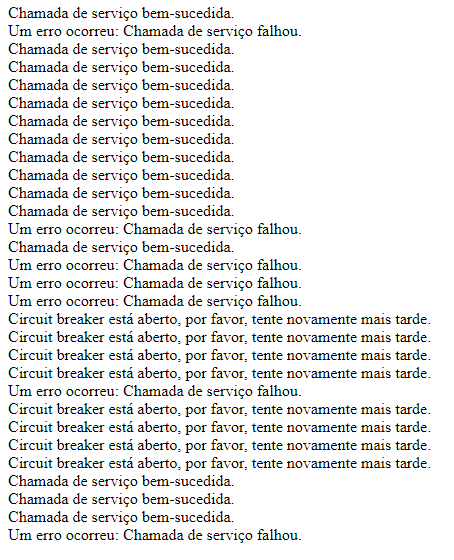 Chamada de serviço bem-sucedida.
Um erro ocorreu: Chamada de serviço falhou.
Chamada de serviço bem-sucedida.
Chamada de serviço bem-sucedida.
Chamada de serviço bem-sucedida.
Chamada de serviço bem-sucedida.
Chamada de serviço bem-sucedida.
Chamada de serviço bem-sucedida.
Chamada de serviço bem-sucedida.
Chamada de serviço bem-sucedida.
Chamada de serviço bem-sucedida.
Chamada de serviço bem-sucedida.
Um erro ocorreu: Chamada de serviço falhou.
Chamada de serviço bem-sucedida.
Um erro ocorreu: Chamada de serviço falhou.
Um erro ocorreu: Chamada de serviço falhou.
Um erro ocorreu: Chamada de serviço falhou.
Circuit breaker está aberto, por favor, tente novamente mais tarde.
Circuit breaker está aberto, por favor, tente novamente mais tarde.
Circuit breaker está aberto, por favor, tente novamente mais tarde.
Circuit breaker está aberto, por favor, tente novamente mais tarde.
Um erro ocorreu: Chamada de serviço falhou.
Circuit breaker está aberto, por favor, tente novamente mais tarde.
Circuit breaker está aberto, por favor, tente novamente mais tarde.
Circuit breaker está aberto, por favor, tente novamente mais tarde.
Circuit breaker está aberto, por favor, tente novamente mais tarde.
Chamada de serviço bem-sucedida.
Chamada de serviço bem-sucedida.
Chamada de serviço bem-sucedida.
Um erro ocorreu: Chamada de serviço falhou.